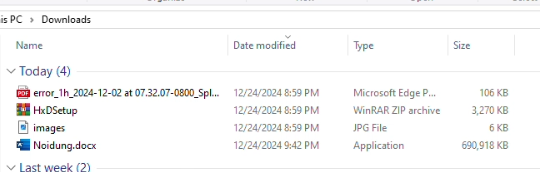 his PC > Downloads
Name Date modified Type Size
Today (4)
error_1h_2024-12-02 at 07.32.07-0800_Spl... 12/24/2024 8:59 PM Microsoft Edge P... 106 KB
HxDSetup 12/24/2024 8:59 PM WinRAR ZIP archive 3,270 KB
images 12/24/2024 8:59 PM JPG File 6 KB
Noidung.docx 12/24/2024 9:42 PM Application 690,918 KB
Last week (2)